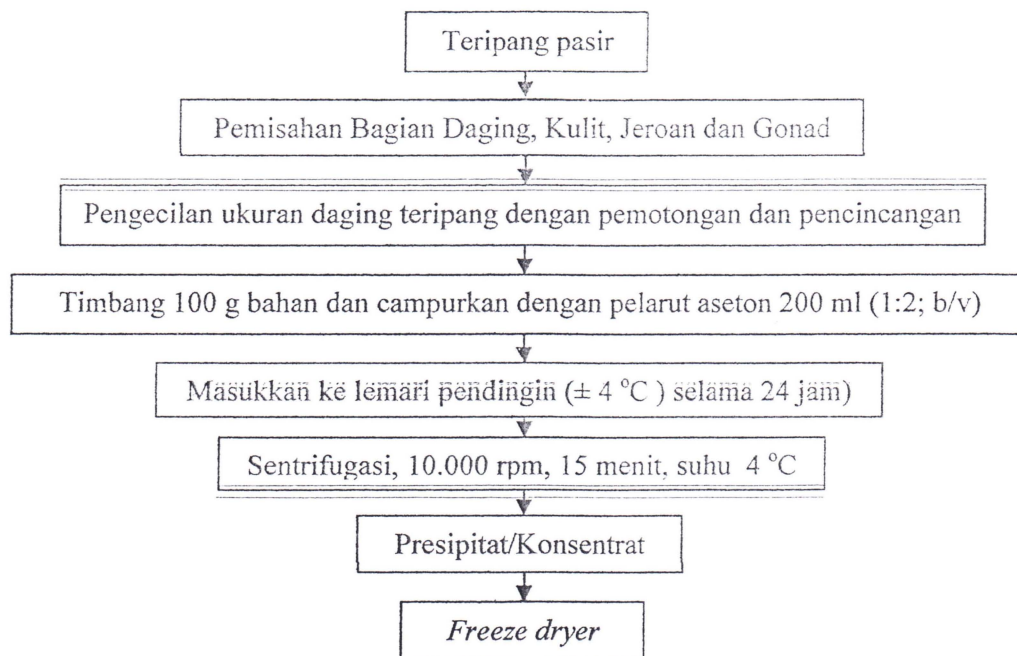 Teripang pasir
Pemisahan Bagian Daging, Kulit, Jeroan dan Gonad
Pengecilan ukuran daging teripang dengan pemotongan dan pencincangan
Timbang 100 g bahan dan campurkan dengan pelarut aseton 200 ml (1:2; b/v)
Masukkan ke lemari pendingin (± 4 °C ) selama 24 jam)
Sentrifugasi, 10.000 rpm, 15 menit, suhu 4 °C
Presipitat/Konsentrat
Freeze dryer